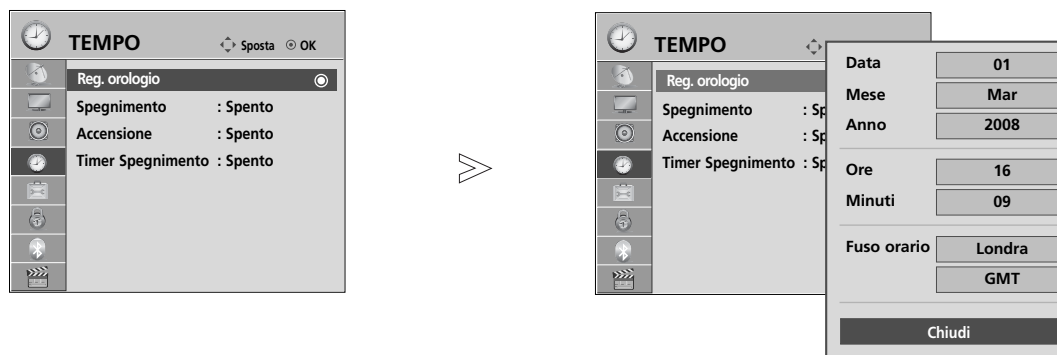 TEMPO Sposta OK
Reg. orologio
Spegnimento : Spento
Accensione : Spento
Timer Spegnimento : Spento
TEMPO
Reg. orologio
Spegnimento : Sp
Accensione : Sp
Timer Spegnimento : Sp
Data 01
Mese Mar
Anno 2008
Ore 16
Minuti 09
Fuso orario Londra
GMT
Chiudi